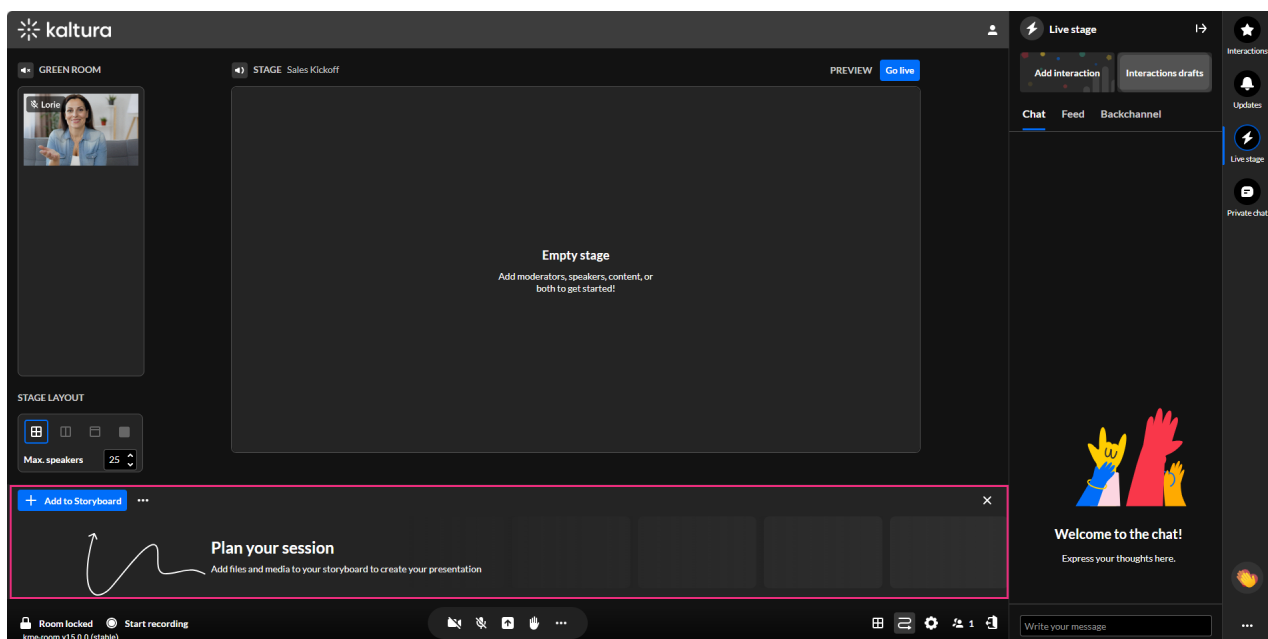 kaltura
GREEN ROOM
STAGE Sales Kickoff
PREVIEW
Go live
Lorie
Empty stage
Add moderators, speakers, content, or
both to get started!
STAGE LAYOUT
Max. speakers
25
Add to Storyboard
Plan your session
Add files and media to your storyboard to create your presentation
Room locked
Start recording
kme-room v15.0.0 (stable)
1
Live stage
Add interaction
Interactions drafts
Chat
Feed
Backchannel
Welcome to the chat!
Express your thoughts here.
Write your message
Interactions
Updates
Live stage
Private chat